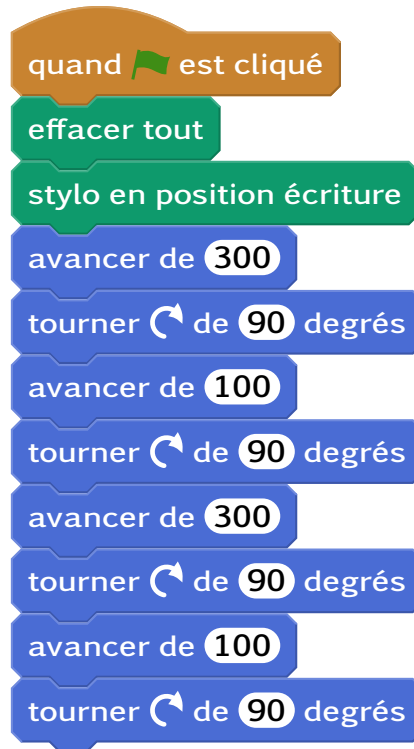 quand est cliqué
effacer tout
stylo en position écriture
avancer de 300
tourner de 90 degrés
avancer de 100
tourner de 90 degrés
avancer de 300
tourner de 90 degrés
avancer de 100
tourner de 90 degrés